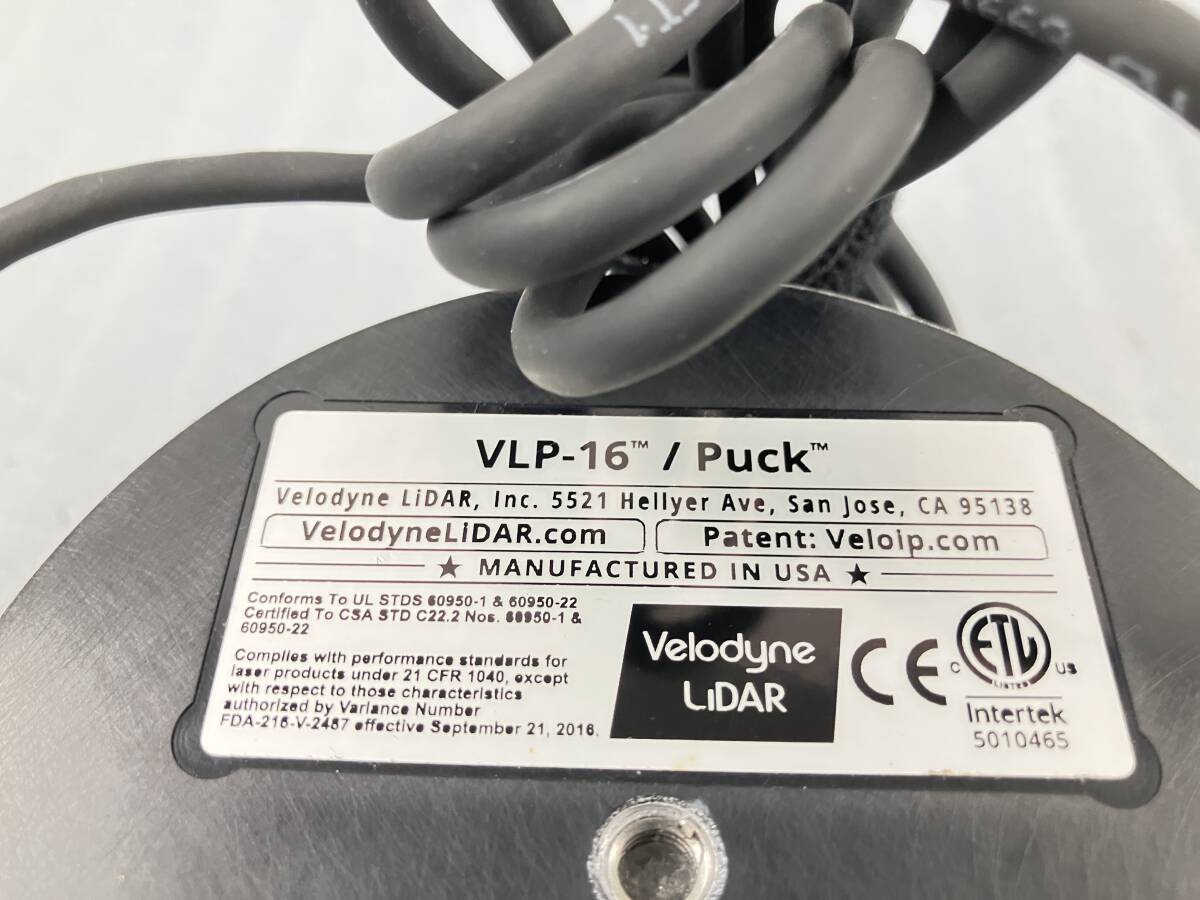 VLP-16™ / Puck™
Velodyne LiDAR, Inc. 5521 Hellyer Ave, San Jose, CA 95138
VelodyneLiDAR.com
Patent: Veloip.com
★ MANUFACTURED IN USA ★
Conforms To UL STDS 60950-1 & 60950-22
Certified To CSA STD C22.2 Nos. 60950-1 &
60950-22
Complies with performance standards for
laser products under 21 CFR 1040, except
with respect to those characteristics
authorized by Variance Number
FDA-216-V-2487 effective September 21, 2016.
Velodyne
LiDAR
CE
C ETL US
LISTED
Intertek
5010465